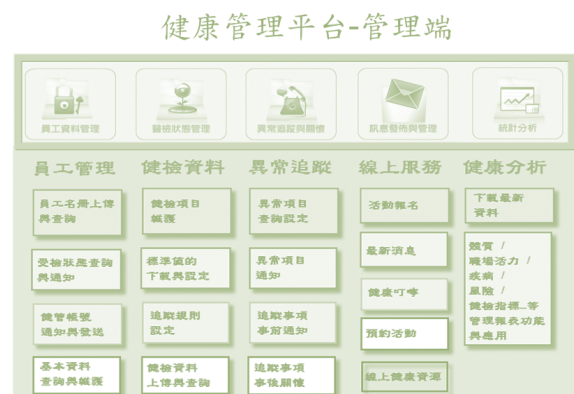 健康管理平台-管理端
員工資料管理
醫檢狀態管理
異常追蹤與關懷
訊息發佈與管理
統計分析
員工管理
健檢資料
異常追蹤
線上服務
健康分析
員工名冊上傳
與查詢
受檢狀態查詢
與通知
健管帳號
通知與發送
基本資料
查詢與維護
健檢項目
維護
標準值的
下載與設定
追蹤規則
設定
健檢資料
上傳與查詢
異常項目
查詢設定
異常項目
通知
追蹤事項
事前通知
追蹤事項
事後關懷
活動報名
最新消息
健康叮嚀
預約活動
線上健康資源
下載最新
資料
體質 /
職場活力 /
疾病 /
風險 /
健檢指標…等
管理報表功能
與應用